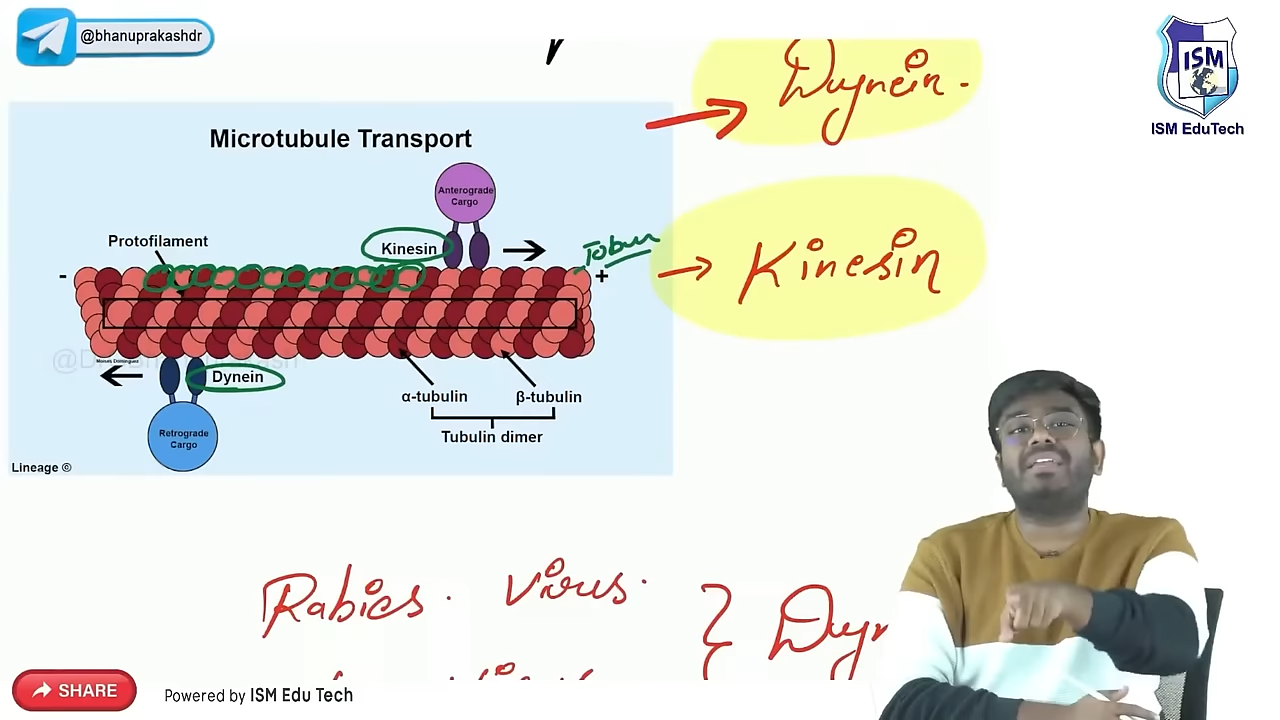 @bhanuprakashdr
ISM
ISM EduTech
Dynein.
Microtubule Transport
Anterograde
Cargo
Protofilament
Kinesin
-
+
Kinesin
Dynein
α-tubulin
β-tubulin
Tubulin dimer
Retrograde
Cargo
Lineage ©
Rabies. Virus.
SHARE
Powered by ISM Edu Tech